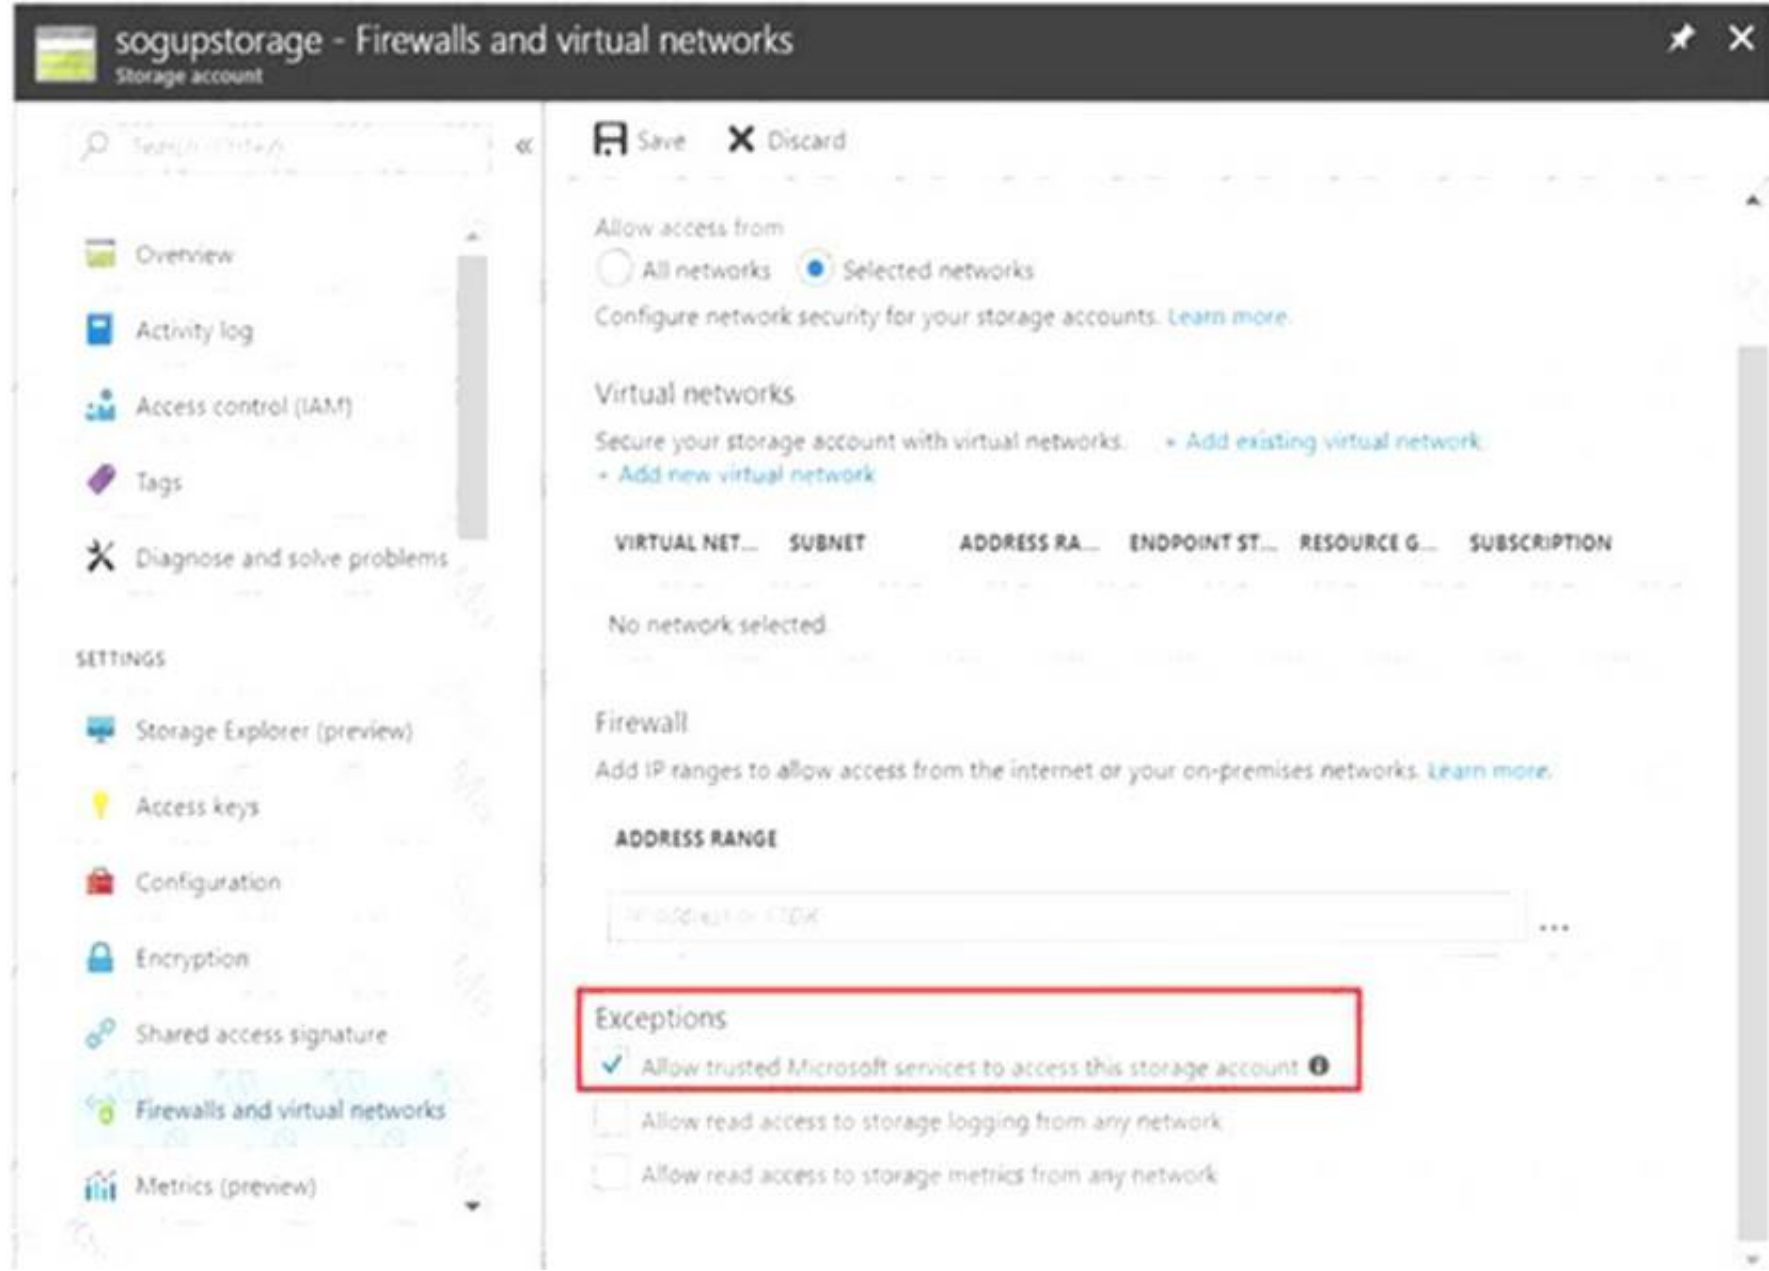 sogupstorage - Firewalls and virtual networks
Storage account
«
Save
Discard
Overview
Activity log
Access control (IAM)
Tags
Diagnose and solve problems
SETTINGS
Storage Explorer (preview)
Access keys
Configuration
Encryption
Shared access signature
Firewalls and virtual networks
Metrics (preview)
Allow access from
All networks Selected networks
Configure network security for your storage accounts. Learn more.
Virtual networks
Secure your storage account with virtual networks. + Add existing virtual network
+ Add new virtual network
VIRTUAL NET... SUBNET ADDRESS RA... ENDPOINT ST... RESOURCE G... SUBSCRIPTION
No network selected.
Firewall
Add IP ranges to allow access from the internet or your on-premises networks. Learn more.
ADDRESS RANGE
...
Exceptions
Allow trusted Microsoft services to access this storage account
Allow read access to storage logging from any network
Allow read access to storage metrics from any network